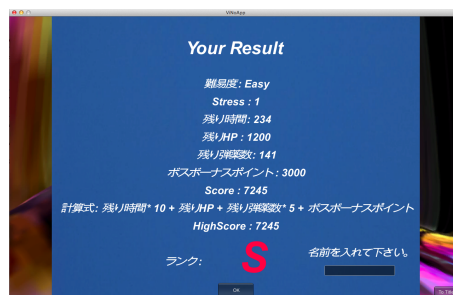 VNoApp
Your Result
難易度: Easy
Stress : 1
残り時間: 234
残りHP : 1200
残り弾薬数: 141
ボスボーナスポイント: 3000
Score : 7245
計算式: 残り時間* 10 + 残りHP + 残り弾薬数* 5 + ボスボーナスポイント
HighScore : 7245
ランク: S
名前を入れて下さい。
OK